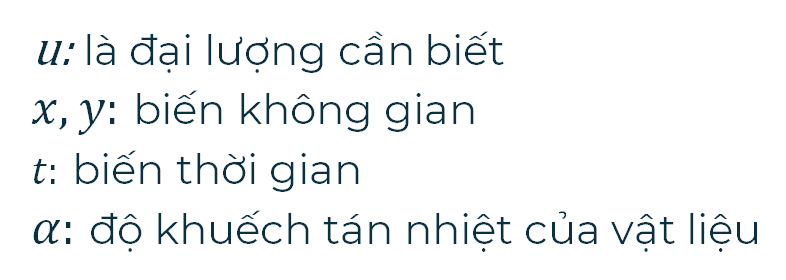 u: là đại lượng cần biết
x, y: biến không gian
t: biến thời gian
α: độ khuếch tán nhiệt của vật liệu